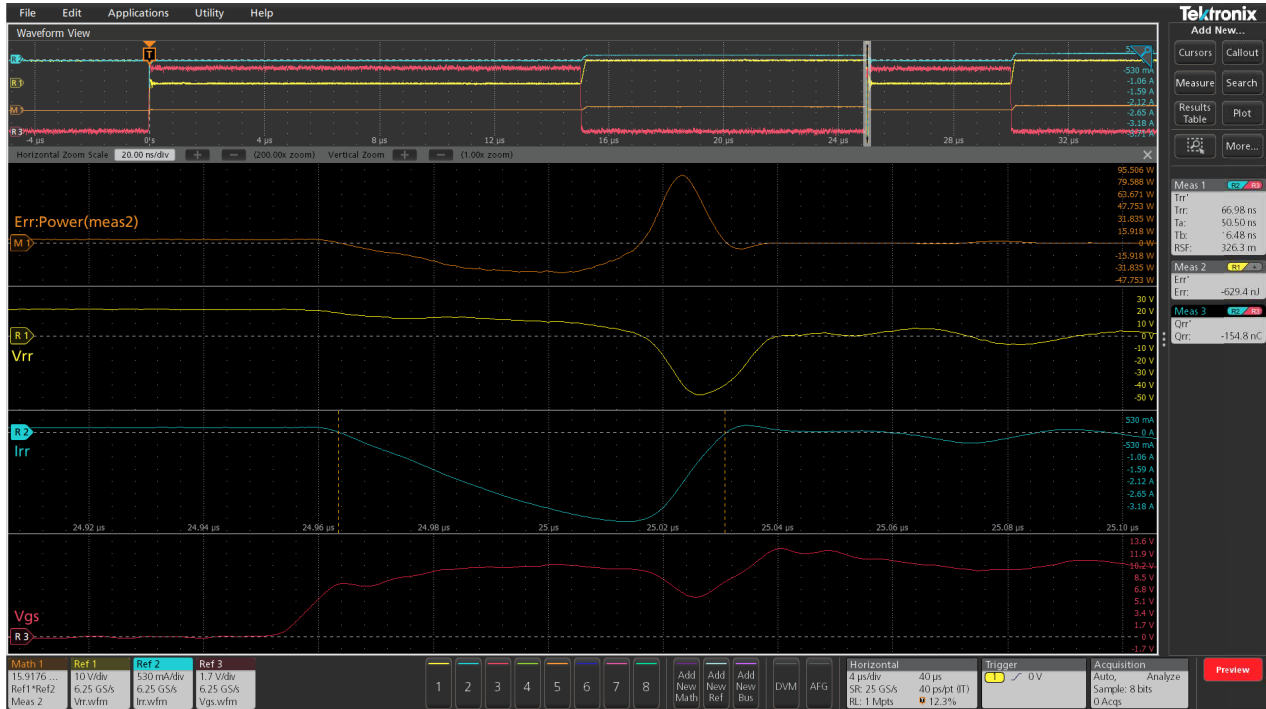 File Edit Applications Utility Help
Tektronix
Waveform View
Add New...
Cursors Callout
Measure Search
Results Table Plot
More...
R2
R1
M1
R3
T
-530 mA
-1.06 A
-1.59 A
-2.12 A
-2.65 A
-3.18 A
-4 µs 0 s 4 µs 8 µs 12 µs 16 µs 20 µs 24 µs 28 µs 32 µs
Horizontal Zoom Scale 20.00 ns/div + − (200.00x zoom) Vertical Zoom + − (1.00x zoom)
95.506 W
79.588 W
63.671 W
47.753 W
31.835 W
15.918 W
0 W
-15.918 W
-31.835 W
-47.753 W
Err:Power(meas2)
M 1
30 V
20 V
10 V
0 V
-10 V
-20 V
-30 V
-40 V
-50 V
R 1
Vrr
530 mA
0 A
-530 mA
-1.06 A
-1.59 A
-2.12 A
-2.65 A
-3.18 A
R 2
Irr
24.92 µs 24.94 µs 24.96 µs 24.98 µs 25 µs 25.02 µs 25.04 µs 25.06 µs 25.08 µs 25.10 µs
13.6 V
11.9 V
10.2 V
8.5 V
6.8 V
5.1 V
3.4 V
1.7 V
0 V
-1.7 V
Vgs
R 3
Meas 1 R2 R3
Trr'
Trr: 66.98 ns
Ta: 50.50 ns
Tb: 16.48 ns
RSF: 326.3 m
Meas 2 R1
Err'
Err: -629.4 nJ
Meas 3 R2 R3
Qrr'
Qrr: -154.8 nC
Math 1
15.9176 ...
Ref1*Ref2
Meas 2
Ref 1
10 V/div
6.25 GS/s
Vrr.wfm
Ref 2
530 mA/div
6.25 GS/s
Irr.wfm
Ref 3
1.7 V/div
6.25 GS/s
Vgs.wfm
1 2 3 4 5 6 7 8
Add New Math
Add New Ref
Add New Bus
DVM AFG
Horizontal
4 µs/div 40 µs
SR: 25 GS/s 40 ps/pt (IT)
RL: 1 Mpts 12.3%
Trigger
1 0 V
Acquisition
Auto, Analyze
Sample: 8 bits
0 Acqs
Preview